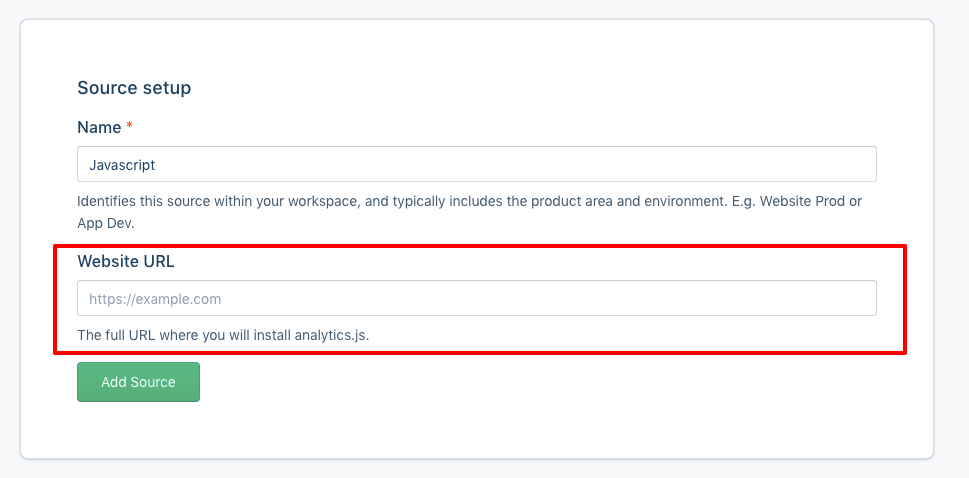 Source setup
Name *
Javascript
Identifies this source within your workspace, and typically includes the product area and environment. E.g. Website Prod or
App Dev.
Website URL
https://example.com
The full URL where you will install analytics.js.
Add Source